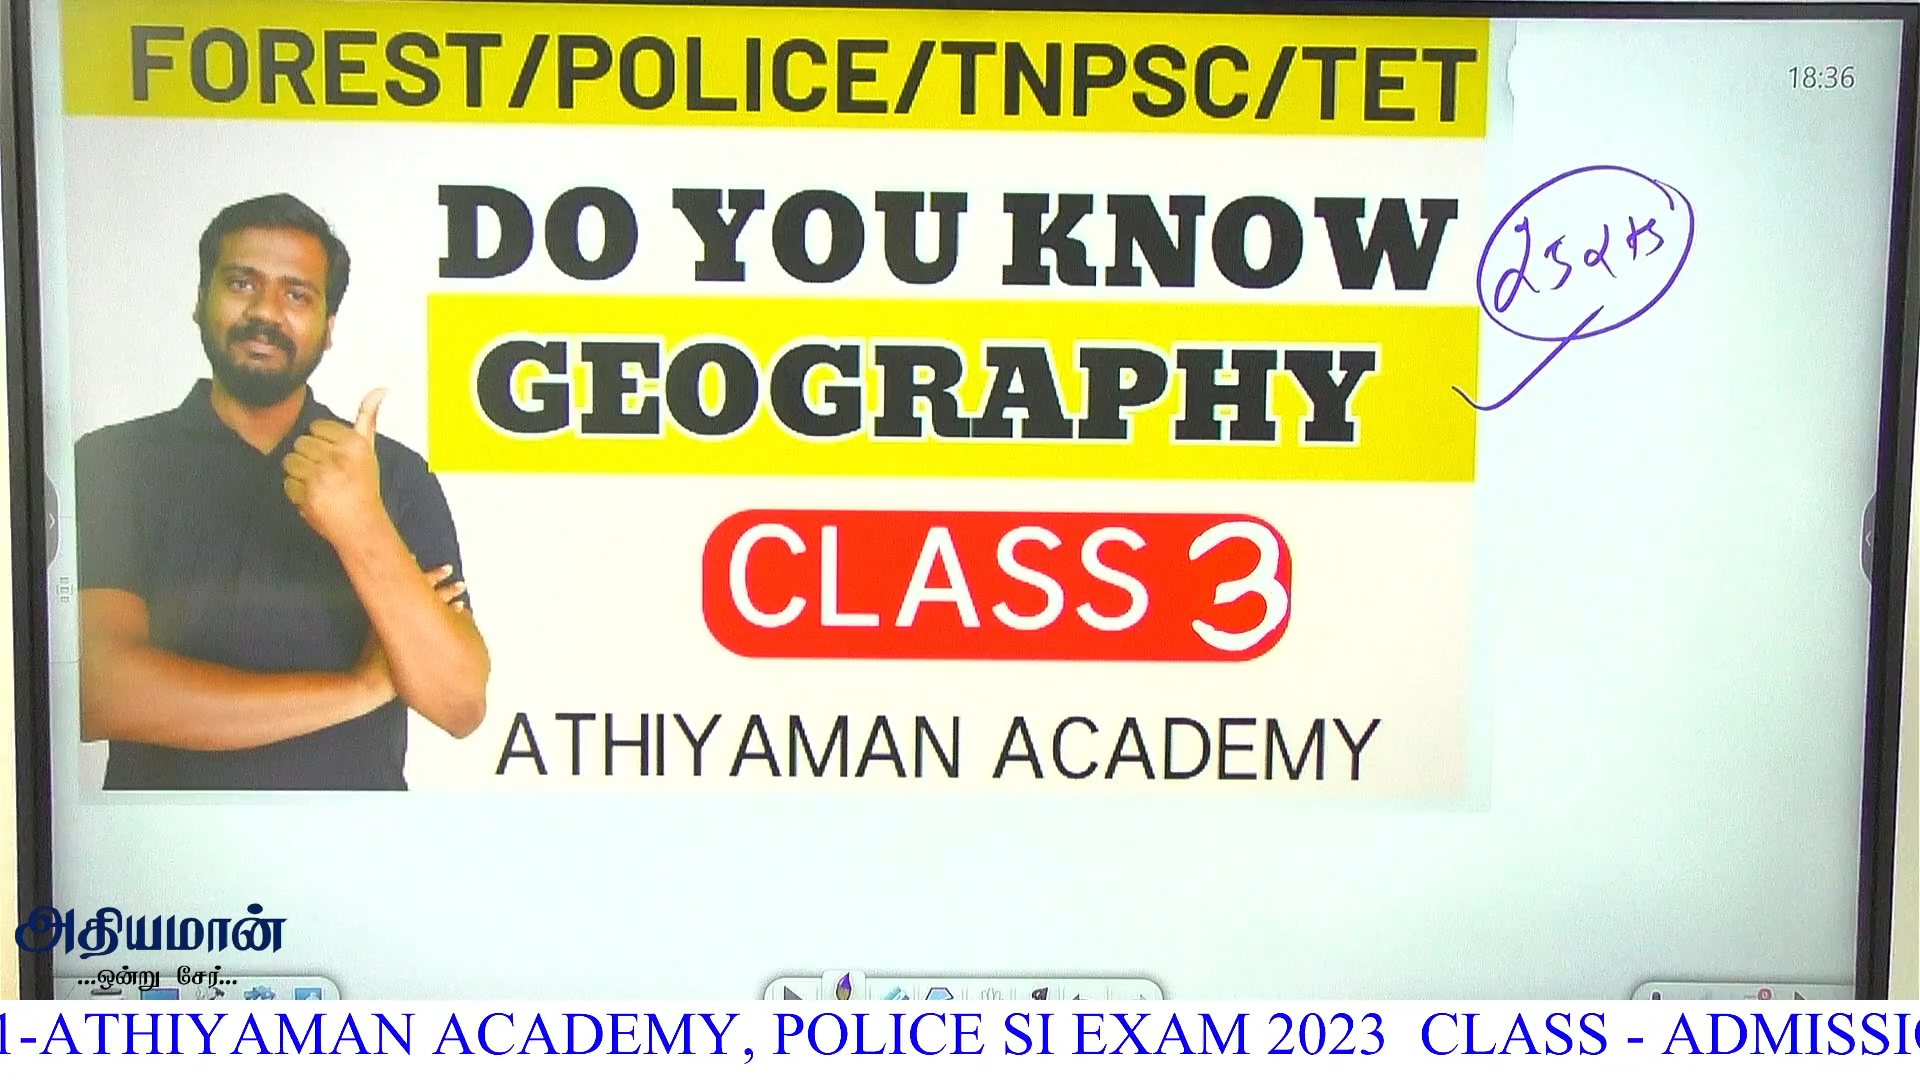 FOREST/POLICE/TNPSC/TET
18:36
DO YOU KNOW
GEOGRAPHY
CLASS 3
ATHIYAMAN ACADEMY
அதியமான்
...ஒன்று சேர்...
1-ATHIYAMAN ACADEMY, POLICE SI EXAM 2023 CLASS - ADMISSI